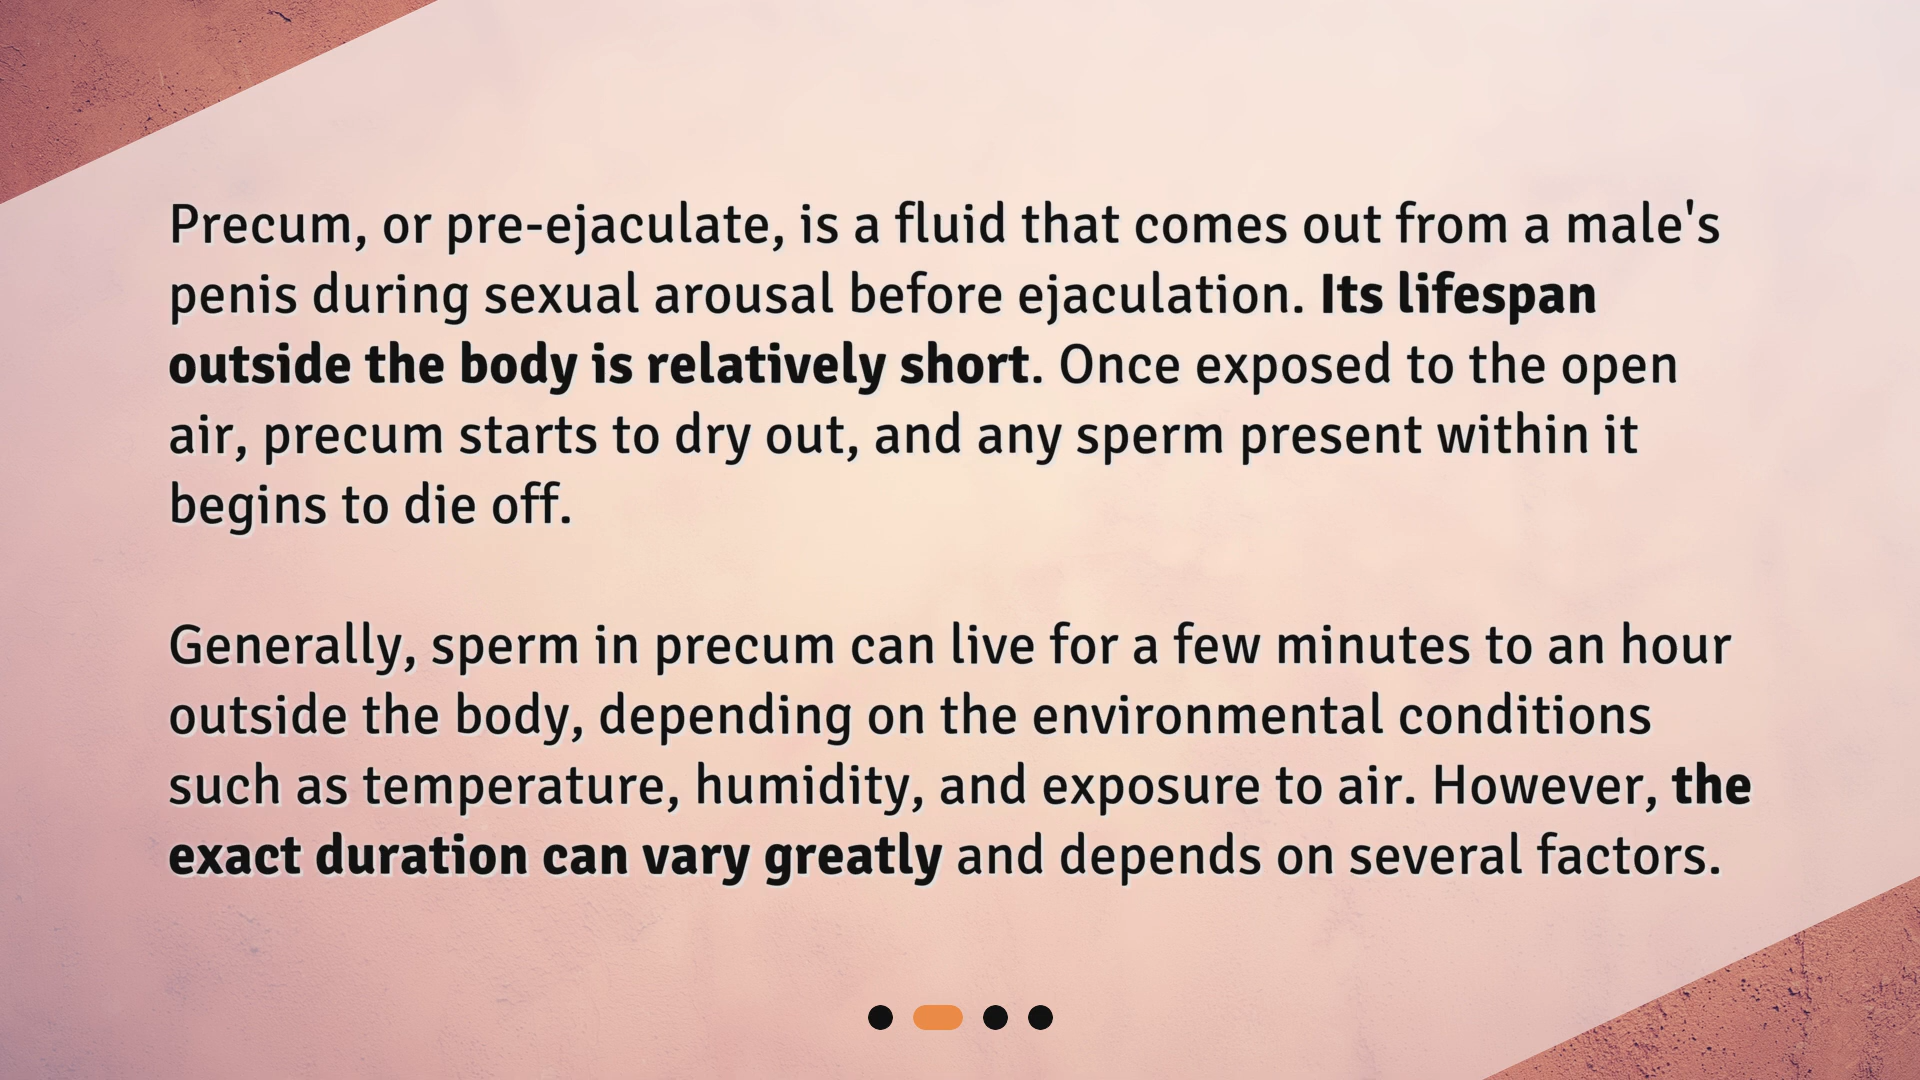 Precum, or pre-ejaculate, is a fluid that comes out from a male's
penis during sexual arousal before ejaculation. Its lifespan
outside the body is relatively short. Once exposed to the open
air, precum starts to dry out, and any sperm present within it
begins to die off.
Generally, sperm in precum can live for a few minutes to an hour
outside the body, depending on the environmental conditions
such as temperature, humidity, and exposure to air. However, the
exact duration can vary greatly and depends on several factors.